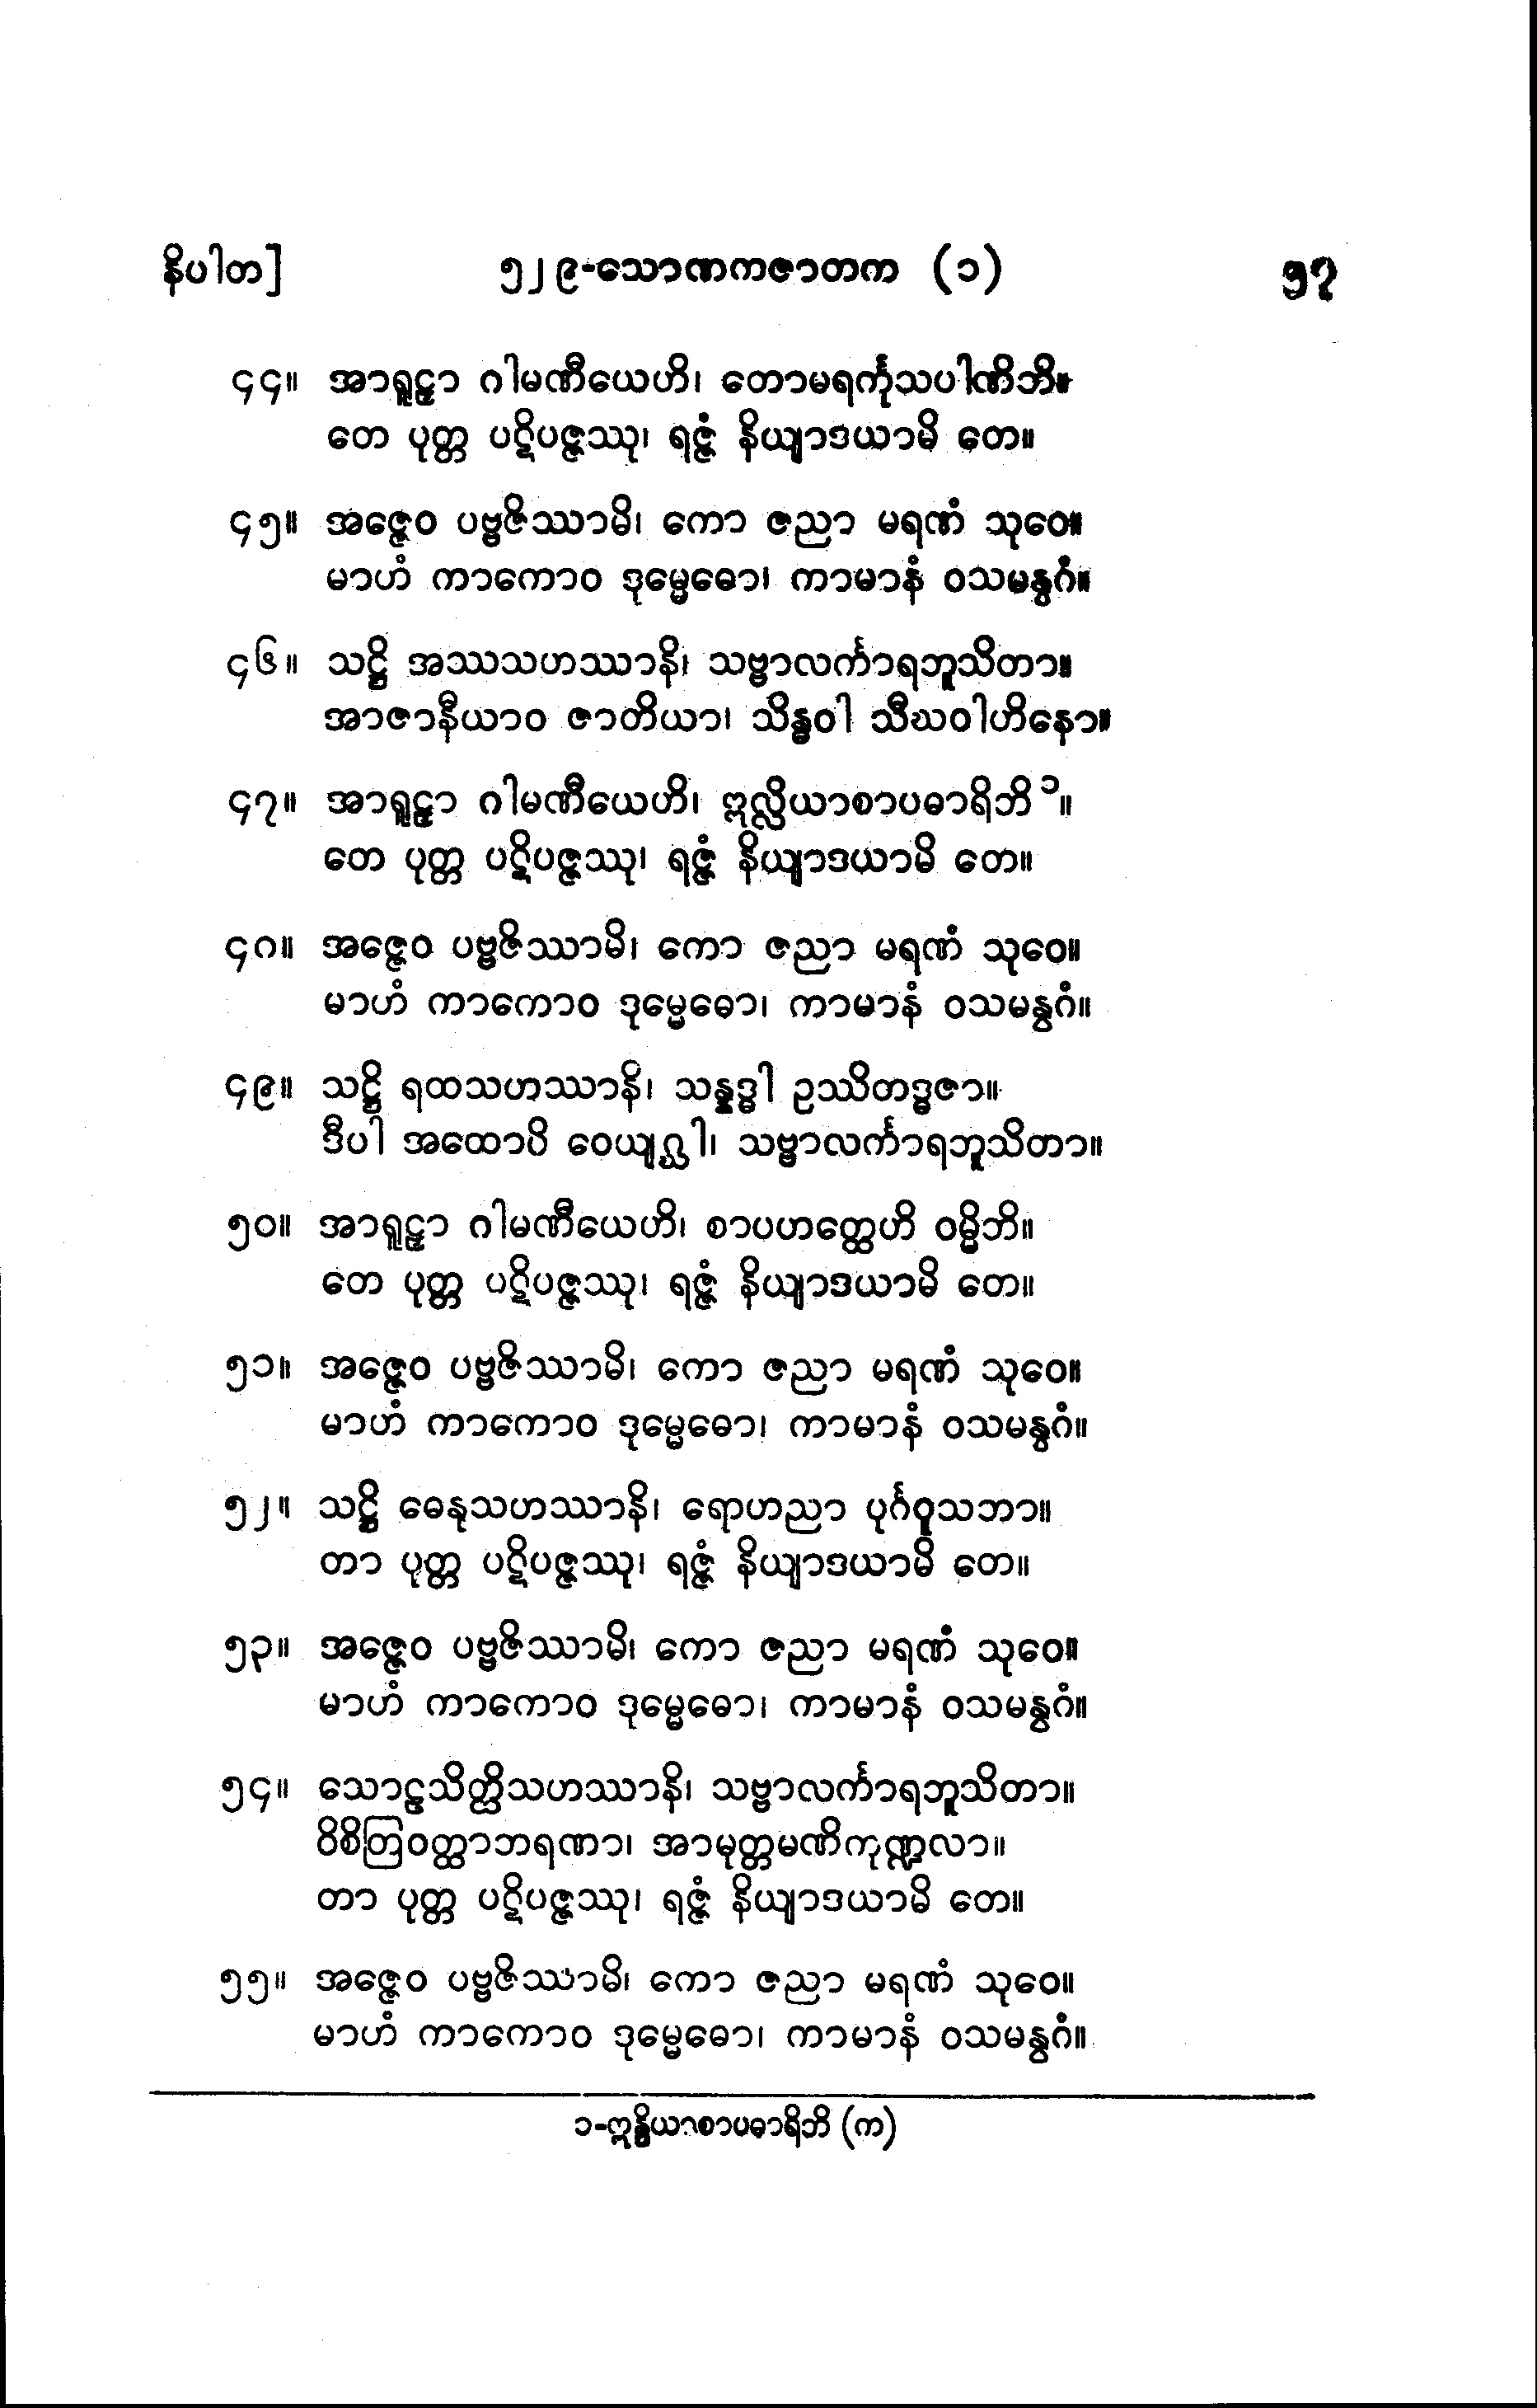 နိပါတ] ၅၂၉-သောဏကဇာတက (၁) ၅၇
၄၄။ အာရူဠှာ ဂါမဏီယေဟိ၊ တောမရင်္ကုသပါဏိဘိ။
တေ ပုတ္တ ပဋိပဇ္ဇဿု၊ ရဇ္ဇံ နိယျာဒယာမိ တေ။
၄၅။ အဇ္ဇေဝ ပဗ္ဗဇိဿာမိ၊ ကော ဇညာ မရဏံ သုဝေ။
မာဟံ ကာကောဝ ဒုမ္မေဓော၊ ကာမာနံ ဝသမန္ဝဂံ။
၄၆။ သဋ္ဌိ အဿသဟဿာနိ၊ သဗ္ဗာလင်္ကာရဘူသိတာ။
အာဇာနီယာဝ ဇာတိယာ၊ သိန္ဓဝါ သီဃဝါဟိနော။
၄၇။ အာရူဠှာ ဂါမဏီယေဟိ၊ ဣလ္လိယာစာပဓာရိဘိ ၁။
တေ ပုတ္တ ပဋိပဇ္ဇဿု၊ ရဇ္ဇံ နိယျာဒယာမိ တေ။
၄၈။ အဇ္ဇေဝ ပဗ္ဗဇိဿာမိ၊ ကော ဇညာ မရဏံ သုဝေ။
မာဟံ ကာကောဝ ဒုမ္မေဓော၊ ကာမာနံ ဝသမန္ဝဂံ။
၄၉။ သဋ္ဌိ ရထသဟဿာနိ၊ သန္နဒ္ဓါ ဥဿိတဒ္ဓဇာ။
ဒီပါ အထောပိ ဝေယျဂ္ဃါ၊ သဗ္ဗာလင်္ကာရဘူသိတာ။
၅၀။ အာရူဠှာ ဂါမဏီယေဟိ၊ စာပဟတ္ထေဟိ ဝမ္မိဘိ။
တေ ပုတ္တ ပဋိပဇ္ဇဿု၊ ရဇ္ဇံ နိယျာဒယာမိ တေ။
၅၁။ အဇ္ဇေဝ ပဗ္ဗဇိဿာမိ၊ ကော ဇညာ မရဏံ သုဝေ။
မာဟံ ကာကောဝ ဒုမ္မေဓော၊ ကာမာနံ ဝသမန္ဝဂံ။
၅၂။ သဋ္ဌိ ဓေနုသဟဿာနိ၊ ရောဟညာ ပုင်္ဂဝူသဘာ။
တာ ပုတ္တ ပဋိပဇ္ဇဿု၊ ရဇ္ဇံ နိယျာဒယာမိ တေ။
၅၃။ အဇ္ဇေဝ ပဗ္ဗဇိဿာမိ၊ ကော ဇညာ မရဏံ သုဝေ။
မာဟံ ကာကောဝ ဒုမ္မေဓော၊ ကာမာနံ ဝသမန္ဝဂံ။
၅၄။ သောဠသိတ္ထိသဟဿာနိ၊ သဗ္ဗာလင်္ကာရဘူသိတာ။
ဝိစိတြဝတ္ထာဘရဏာ၊ အာမုတ္တမဏိကုဏ္ဍလာ။
တာ ပုတ္တ ပဋိပဇ္ဇဿု၊ ရဇ္ဇံ နိယျာဒယာမိ တေ။
၅၅။ အဇ္ဇေဝ ပဗ္ဗဇိဿာမိ၊ ကော ဇညာ မရဏံ သုဝေ။
မာဟံ ကာကောဝ ဒုမ္မေဓော၊ ကာမာနံ ဝသမန္ဝဂံ။
၁-ဣန္ဒိယာစာပဓာရိဘိ (က)